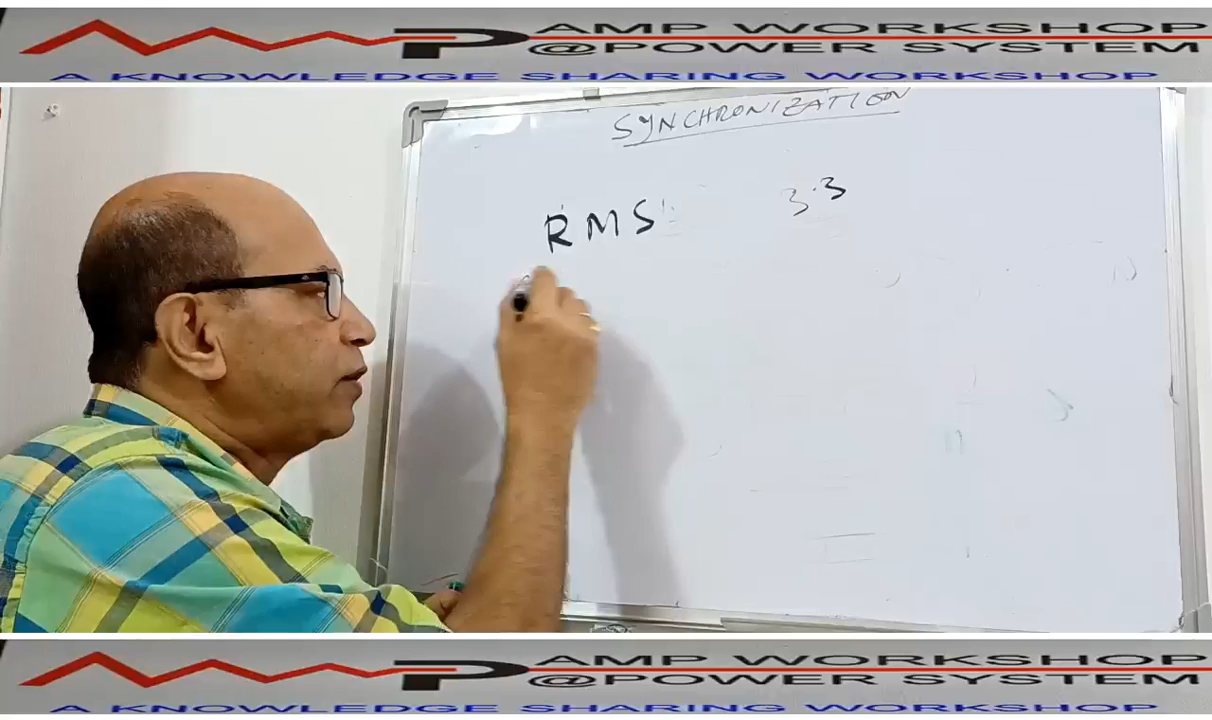 AMP WORKSHOP
@POWER SYSTEM
A KNOWLEDGE SHARING WORKSHOP
SYNCHRONIZATION
RMS 3.3
AMP WORKSHOP
@POWER SYSTEM
A KNOWLEDGE SHARING WORKSHOP